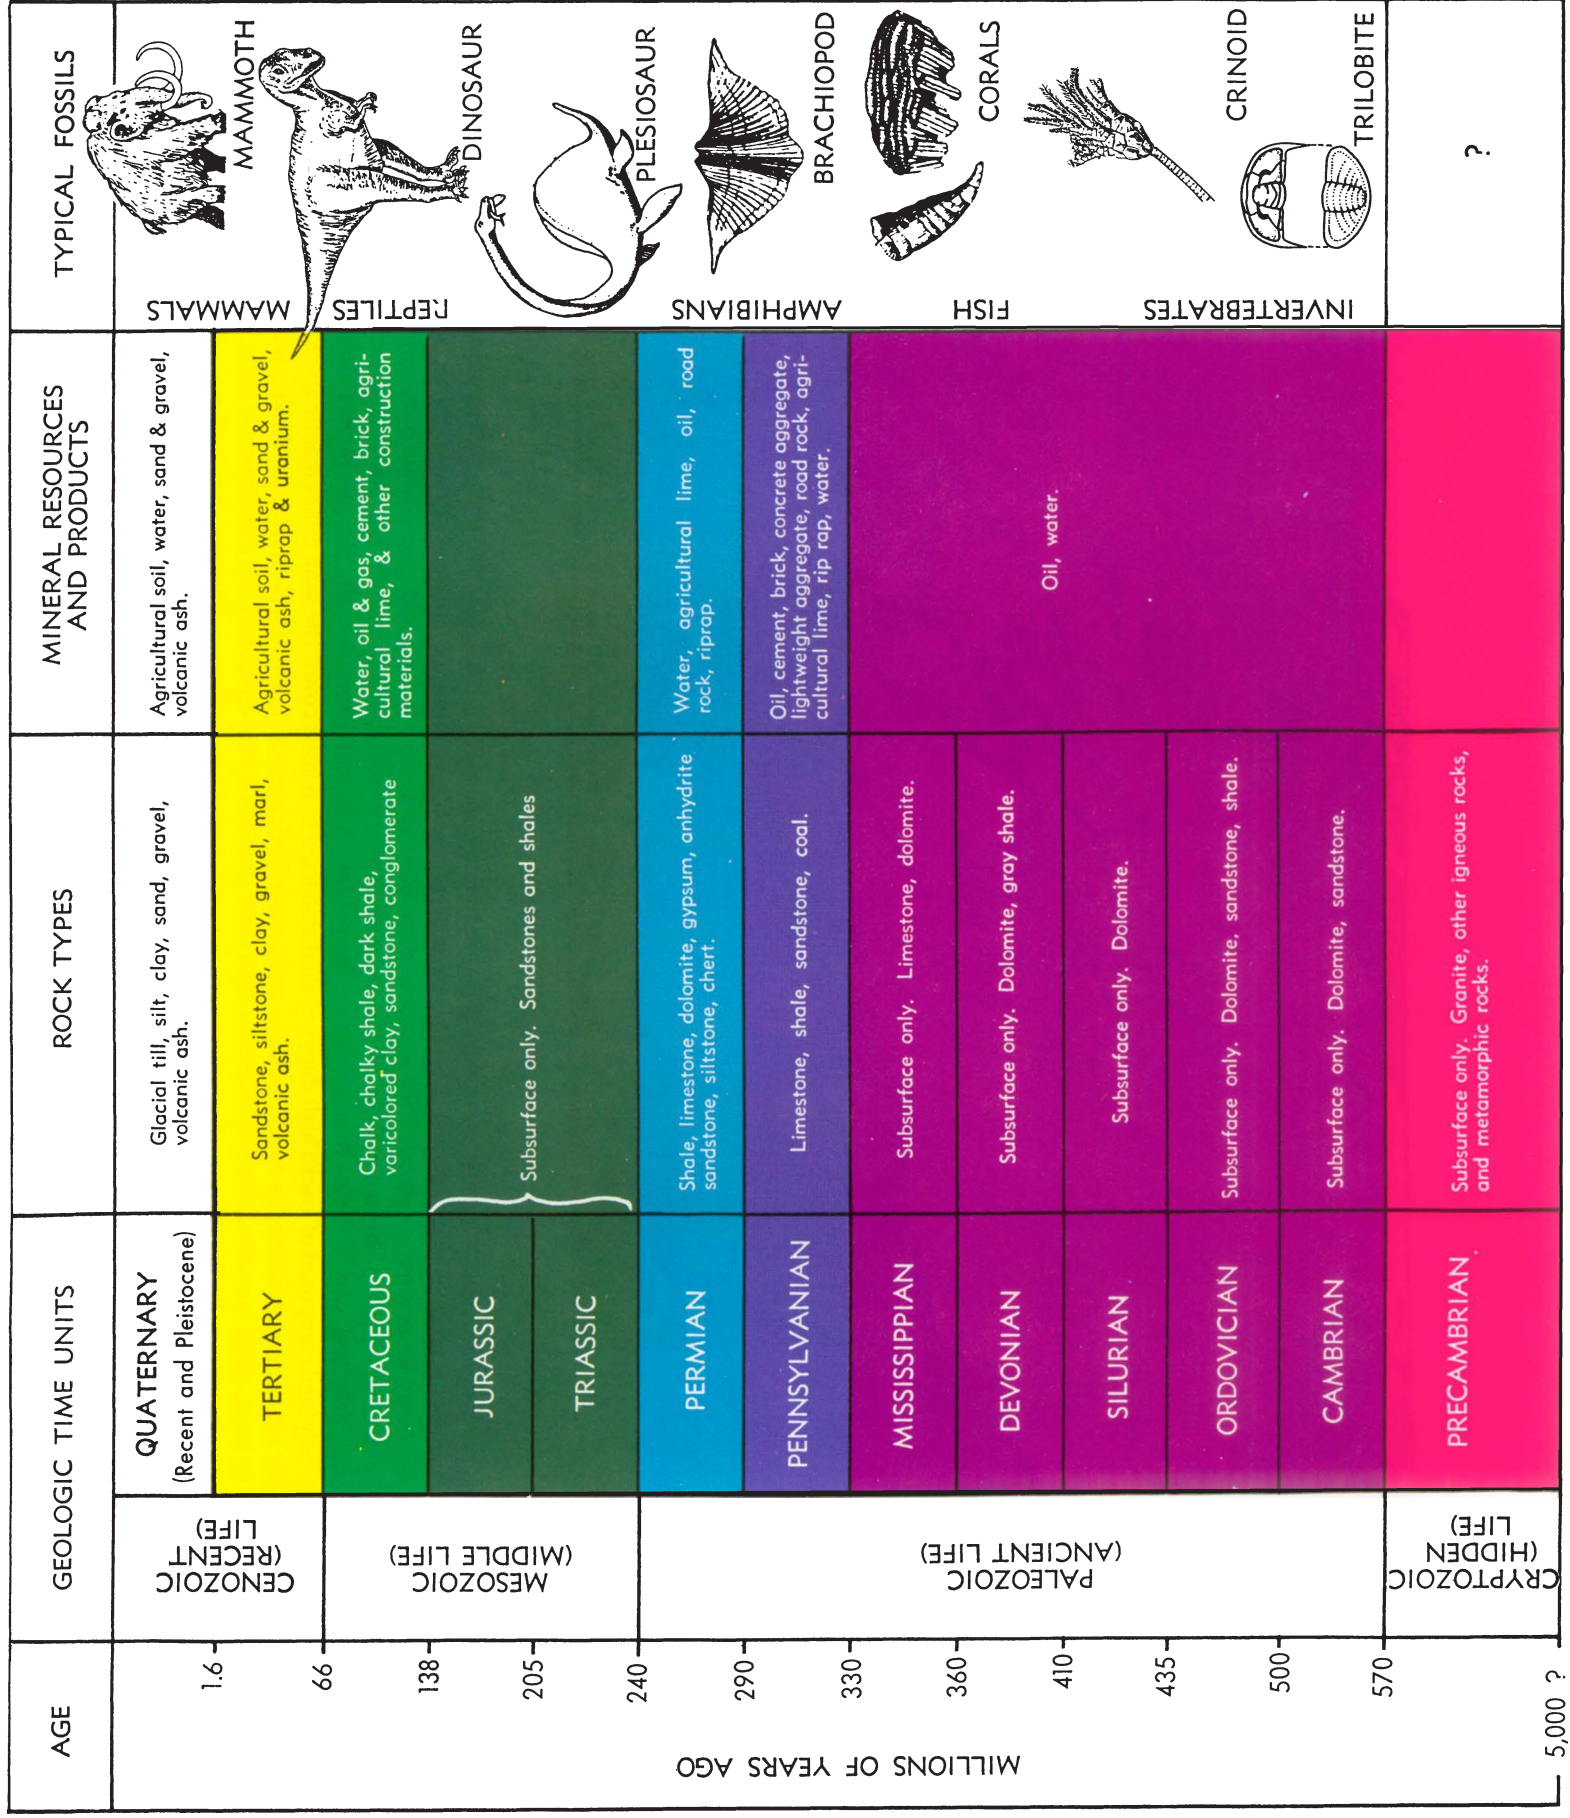 AGE
GEOLOGIC TIME UNITS
ROCK TYPES
MINERAL RESOURCES
AND PRODUCTS
TYPICAL FOSSILS
MILLIONS OF YEARS AGO
1.6
66
138
205
240
290
330
360
410
435
500
570
5,000 ?
CENOZOIC
(RECENT
LIFE)
MESOZOIC
(MIDDLE LIFE)
PALEOZOIC
(ANCIENT LIFE)
CRYPTOZOIC
(HIDDEN
LIFE)
QUATERNARY
(Recent and Pleistocene)
Glacial till, silt, clay, sand, gravel,
volcanic ash.
Agricultural soil, water, sand & gravel,
volcanic ash.
TERTIARY
Sandstone, siltstone, clay, gravel, marl,
volcanic ash.
Agricultural soil, water, sand & gravel,
volcanic ash, riprap & uranium.
CRETACEOUS
Chalk, chalky shale, dark shale,
varicolored clay, sandstone, conglomerate
Water, oil & gas, cement, brick, agri-
cultural lime, & other construction
materials.
JURASSIC
TRIASSIC
Subsurface only. Sandstones and shales
PERMIAN
Shale, limestone, dolomite, gypsum, anhydrite
sandstone, siltstone, chert.
Water, agricultural lime, oil, road
rock, riprap.
PENNSYLVANIAN
Limestone, shale, sandstone, coal.
Oil, cement, brick, concrete aggregate,
lightweight aggregate, road rock, agri-
cultural lime, rip rap, water.
MISSISSIPPIAN
Subsurface only. Limestone, dolomite.
DEVONIAN
Subsurface only. Dolomite, gray shale.
Oil, water.
SILURIAN
Subsurface only. Dolomite.
ORDOVICIAN
Subsurface only. Dolomite, sandstone, shale.
CAMBRIAN
Subsurface only. Dolomite, sandstone.
PRECAMBRIAN
Subsurface only. Granite, other igneous rocks,
and metamorphic rocks.
MAMMALS
REPTILES
AMPHIBIANS
FISH
INVERTEBRATES
MAMMOTH
DINOSAUR
PLESIOSAUR
BRACHIOPOD
CORALS
CRINOID
TRILOBITE
?